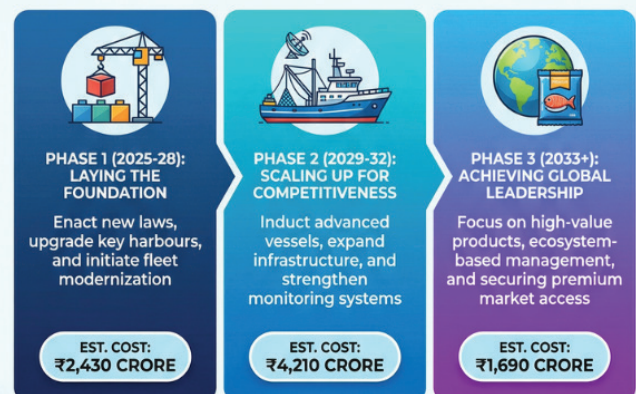 PHASE 1 (2025-28):
LAYING THE
FOUNDATION
Enact new laws,
upgrade key harbours,
and initiate fleet
modernization
EST. COST:
₹2,430 CRORE
PHASE 2 (2029-32):
SCALING UP FOR
COMPETITIVENESS
Induct advanced
vessels, expand
infrastructure, and
strengthen
monitoring systems
EST. COST:
₹4,210 CRORE
PHASE 3 (2033+):
ACHIEVING GLOBAL
LEADERSHIP
Focus on high-value
products, ecosystem-
based management,
and securing premium
market access
EST. COST:
₹1,690 CRORE